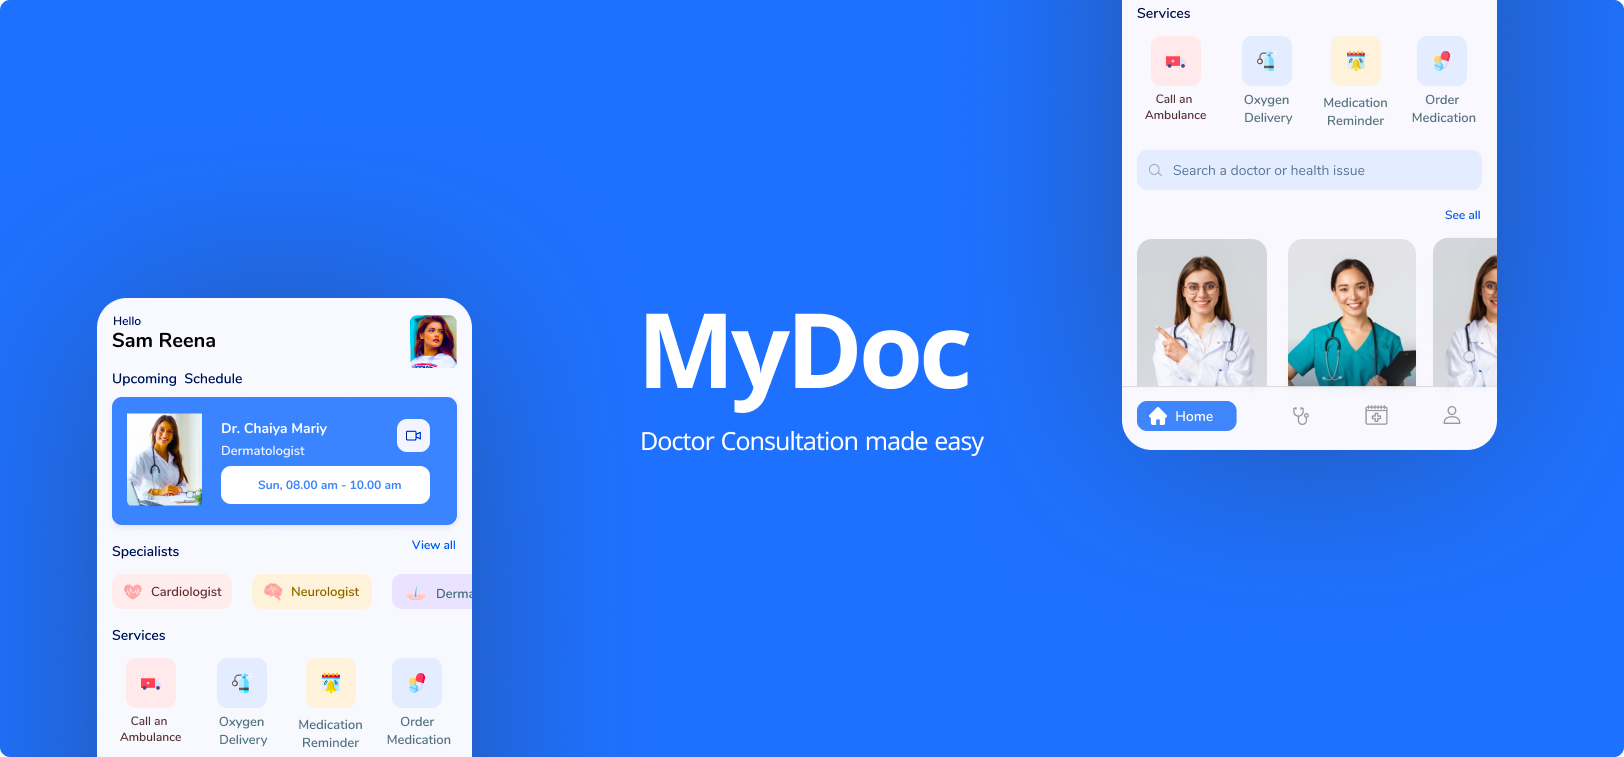 Hello
Sam Reena
Upcoming Schedule
Dr. Chaiya Mariy
Dermatologist
Sun, 08.00 am - 10.00 am
Specialists
View all
Cardiologist
Neurologist
Derma
Services
Call an
Ambulance
Oxygen
Delivery
Medication
Reminder
Order
Medication
MyDoc
Doctor Consultation made easy
Services
Call an
Ambulance
Oxygen
Delivery
Medication
Reminder
Order
Medication
Search a doctor or health issue
See all
Home